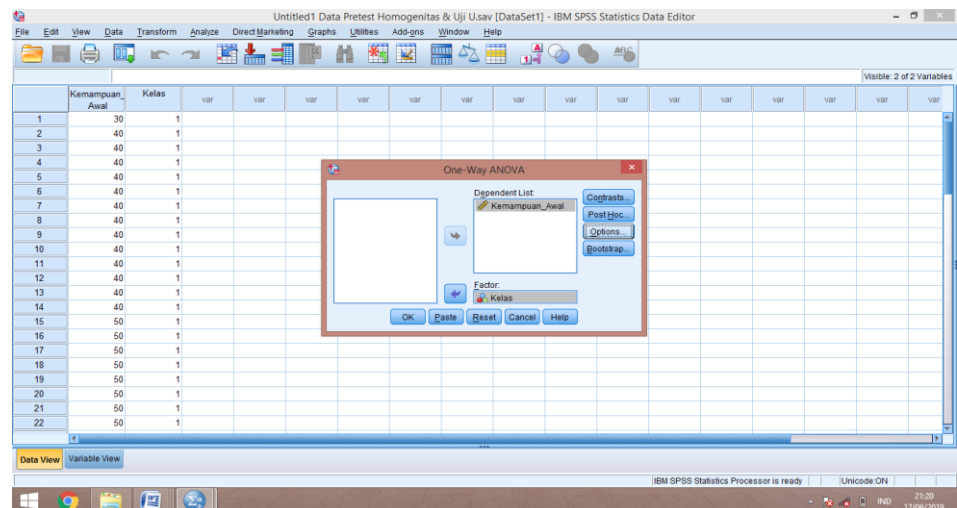 Untitled1 Data Pretest Homogenitas & Uji U.sav [DataSet1] - IBM SPSS Statistics Data Editor
File Edit View Data Transform Analyze Direct Marketing Graphs Utilities Add-ons Window Help
Visible: 2 of 2 Variables
Kemampuan_Awal Kelas var var var var var var var var var var var var var var var
1 30 1
2 40 1
3 40 1
4 40 1
5 40 1
6 40 1
7 40 1
8 40 1
9 40 1
10 40 1
11 40 1
12 40 1
13 40 1
14 40 1
15 50 1
16 50 1
17 50 1
18 50 1
19 50 1
20 50 1
21 50 1
22 50 1
One-Way ANOVA
Dependent List:
Kemampuan_Awal
Factor:
Kelas
Contrasts...
Post Hoc...
Options...
Bootstrap...
OK Paste Reset Cancel Help
Data View Variable View
IBM SPSS Statistics Processor is ready Unicode:ON
IND
21:20
17/06/2019